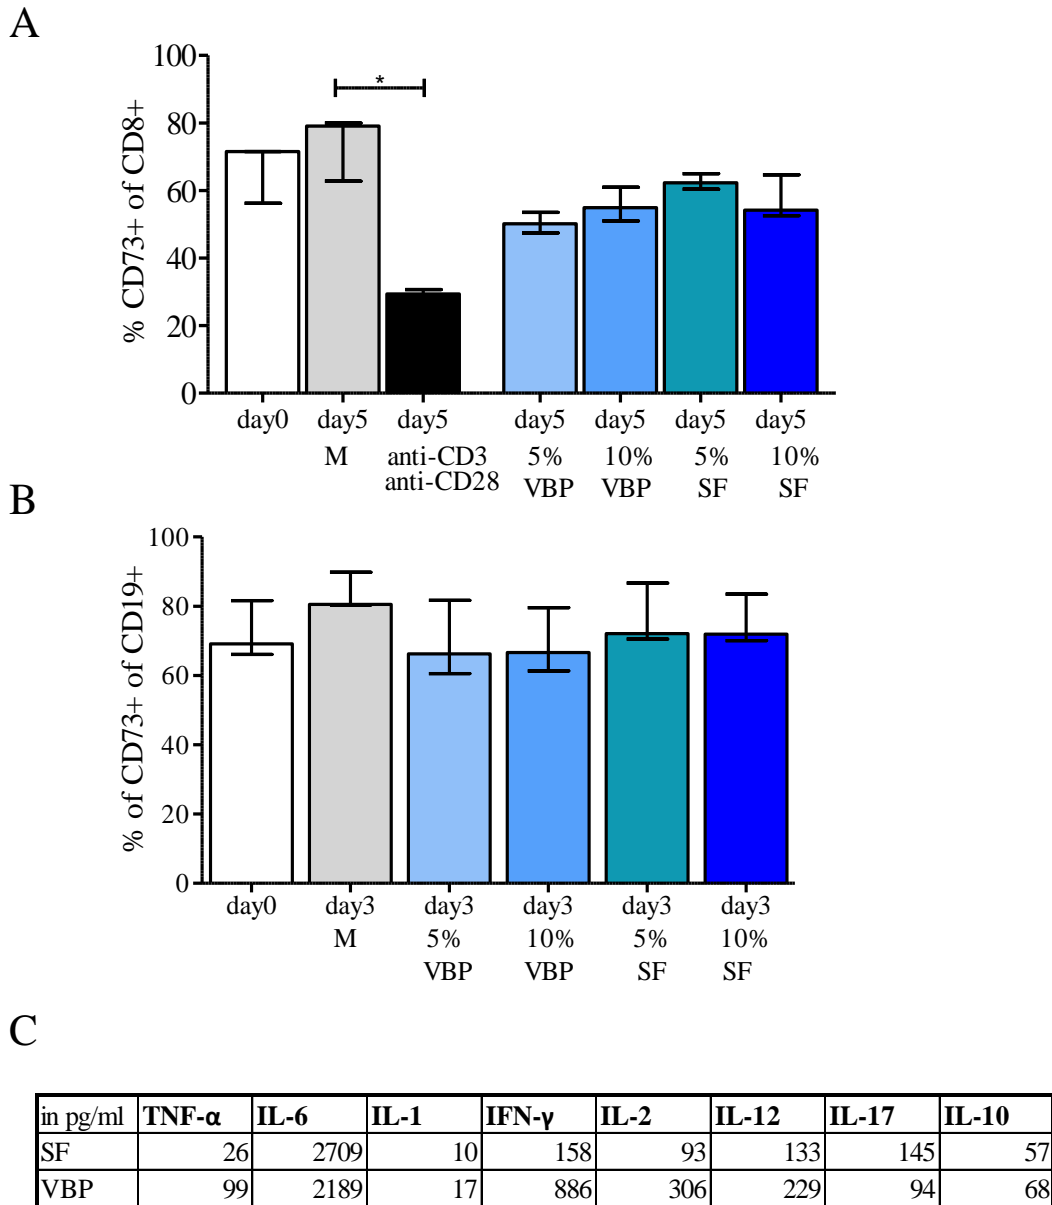 A
% CD73+ of CD8+
100
80
60
40
20
0
*
day0 day5 day5 day5 day5 day5 day5
M anti-CD3 5% 10% 5% 10%
anti-CD28 VBP VBP SF SF
B
% of CD73+ of CD19+
100
80
60
40
20
0
day0 day3 day3 day3 day3 day3
M 5% 10% 5% 10%
VBP VBP SF SF
C
in pg/ml TNF-α IL-6 IL-1 IFN-γ IL-2 IL-12 IL-17 IL-10
SF 26 2709 10 158 93 133 145 57
VBP 99 2189 17 886 306 229 94 68